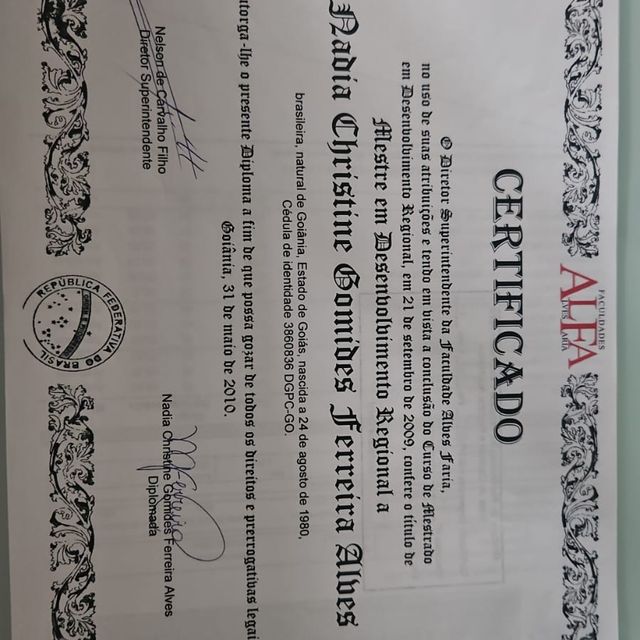 FACULDADES
ALFA
ALVES FARIA
CERTIFICADO
O Diretor Superintendente da Faculdade Alves Faria,
no uso de suas atribuições e tendo em vista a conclusão do Curso de Mestrado
em Desenvolvimento Regional, em 21 de setembro de 2009, confere o título de
Mestre em Desenvolvimento Regional a
Nadia Christine Gomides Ferreira Alves
brasileira, natural de Goiânia, Estado de Goiás, nascida a 24 de agosto de 1980,
Cédula de identidade 3860836 DGPC-GO.
utorga-lhe o presente Diploma a fim de que possa gozar de todos os direitos e prerrogativas legai
Goiânia, 31 de maio de 2010.
Nelson de Carvalho Filho
Diretor Superintendente
REPÚBLICA FEDERATIVA DO BRASIL
Nadia Christine Gomides Ferreira Alves
Diplomada